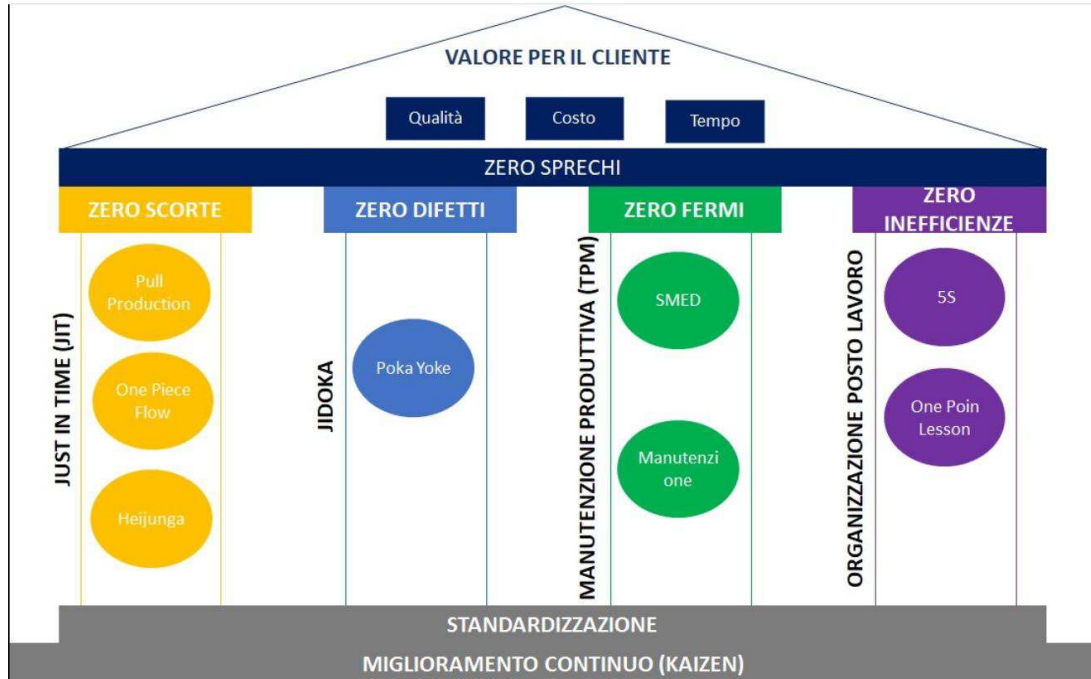 VALORE PER IL CLIENTE
Qualità
Costo
Tempo
ZERO SPRECHI
ZERO SCORTE
ZERO DIFETTI
ZERO FERMI
ZERO
INEFFICIENZE
JUST IN TIME (JIT)
Pull
Production
One Piece
Flow
Heijunga
JIDOKA
Poka Yoke
MANUTENZIONE PRODUTTIVA (TPM)
SMED
Manutenzi
one
ORGANIZZAZIONE POSTO LAVORO
5S
One Poin
Lesson
STANDARDIZZAZIONE
MIGLIORAMENTO CONTINUO (KAIZEN)